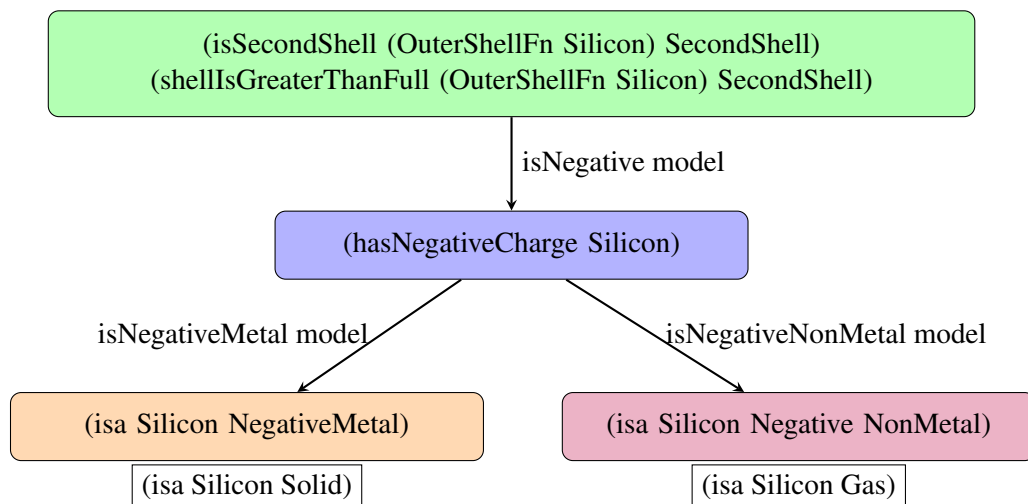 (isSecondShell (OuterShellFn Silicon) SecondShell)
(shellIsGreaterThanFull (OuterShellFn Silicon) SecondShell)
isNegative model
(hasNegativeCharge Silicon)
isNegativeMetal model
isNegativeNonMetal model
(isa Silicon NegativeMetal)
(isa Silicon Negative NonMetal)
(isa Silicon Solid)
(isa Silicon Gas)